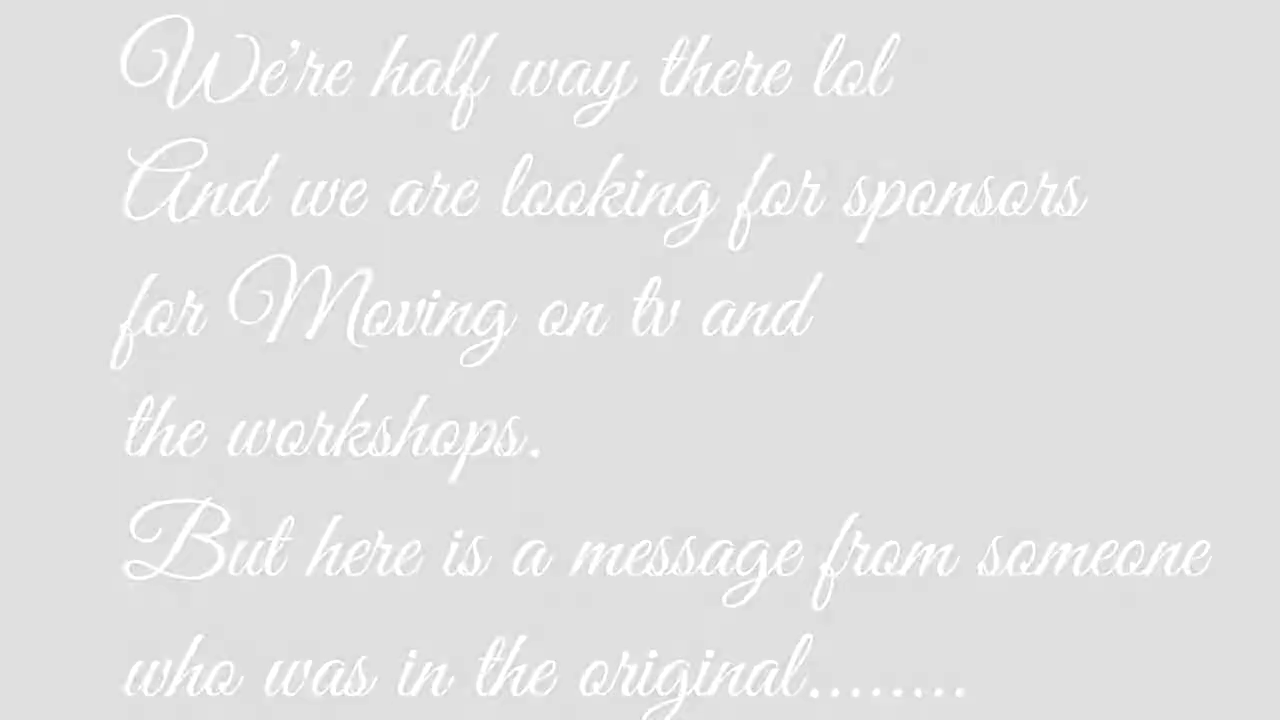 We're half way there lol
And we are looking for sponsors
for Moving on tv and
the workshops.
But here is a message from someone
who was in the original........